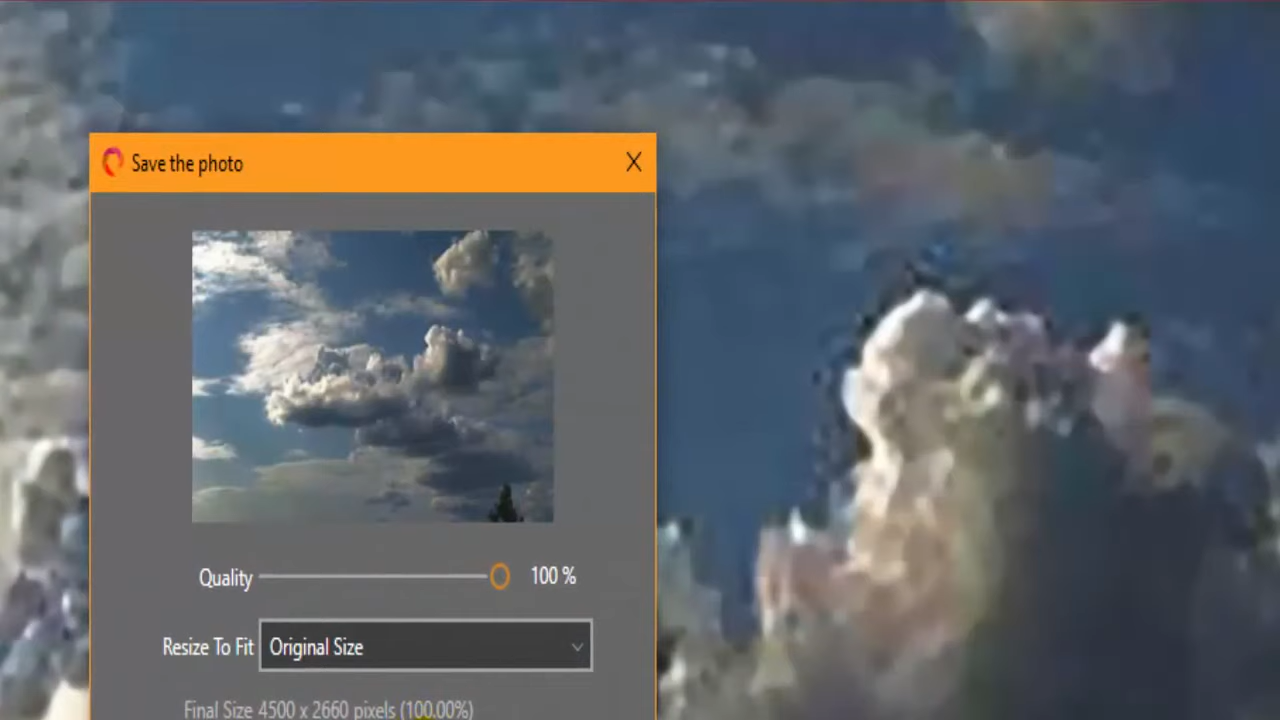 Save the photo
Quality 100 %
Resize To Fit Original Size
Final Size 4500 x 2660 pixels (100.00%)